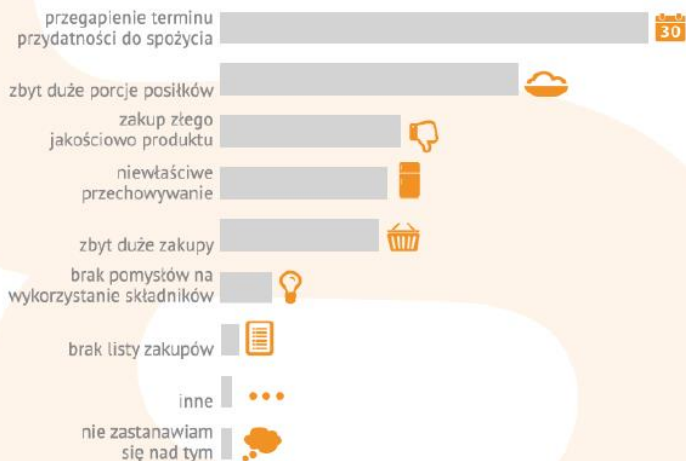 przegapienie terminu
przydatności do spożycia
30
zbyt duże porcje posiłków
zakup złego
jakościowo produktu
niewłaściwe
przechowywanie
zbyt duże zakupy
brak pomysłów na
wykorzystanie składników
brak listy zakupów
inne
nie zastanawiam
się nad tym